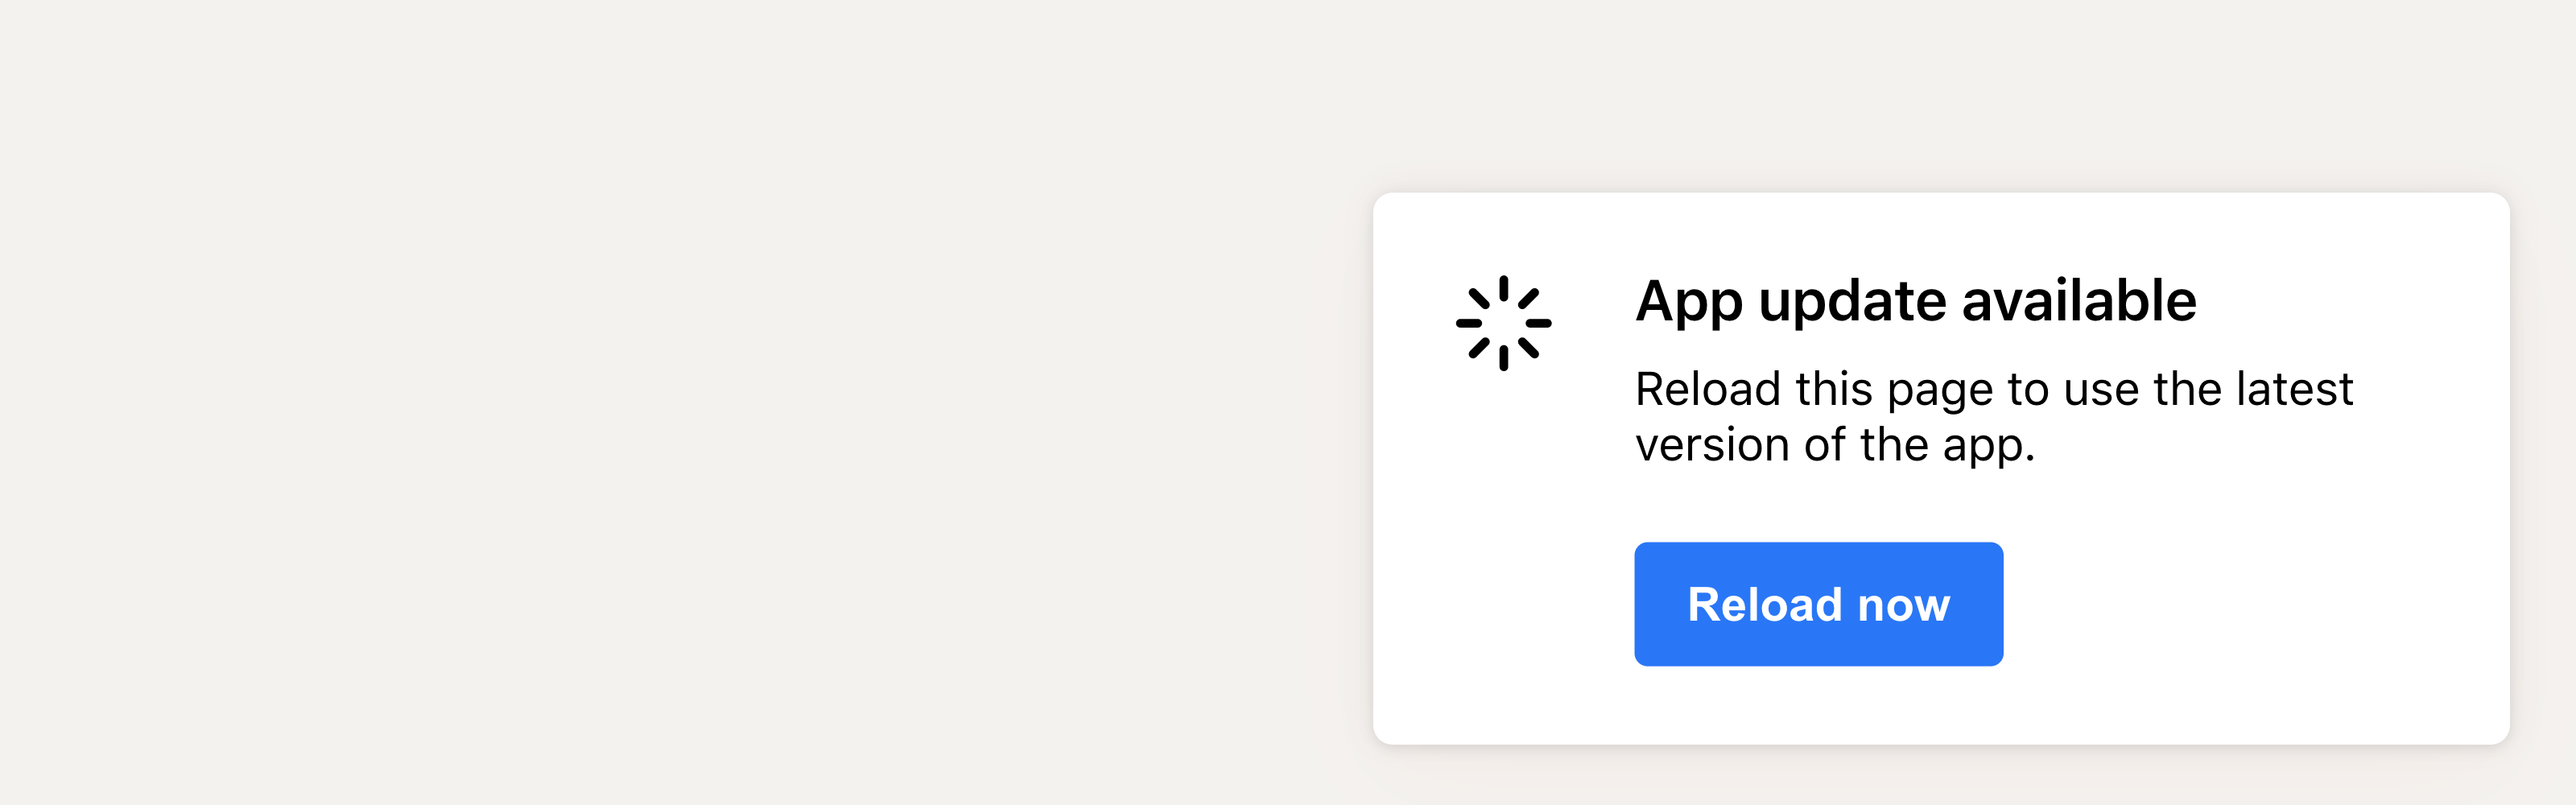 App update available
Reload this page to use the latest
version of the app.
Reload now